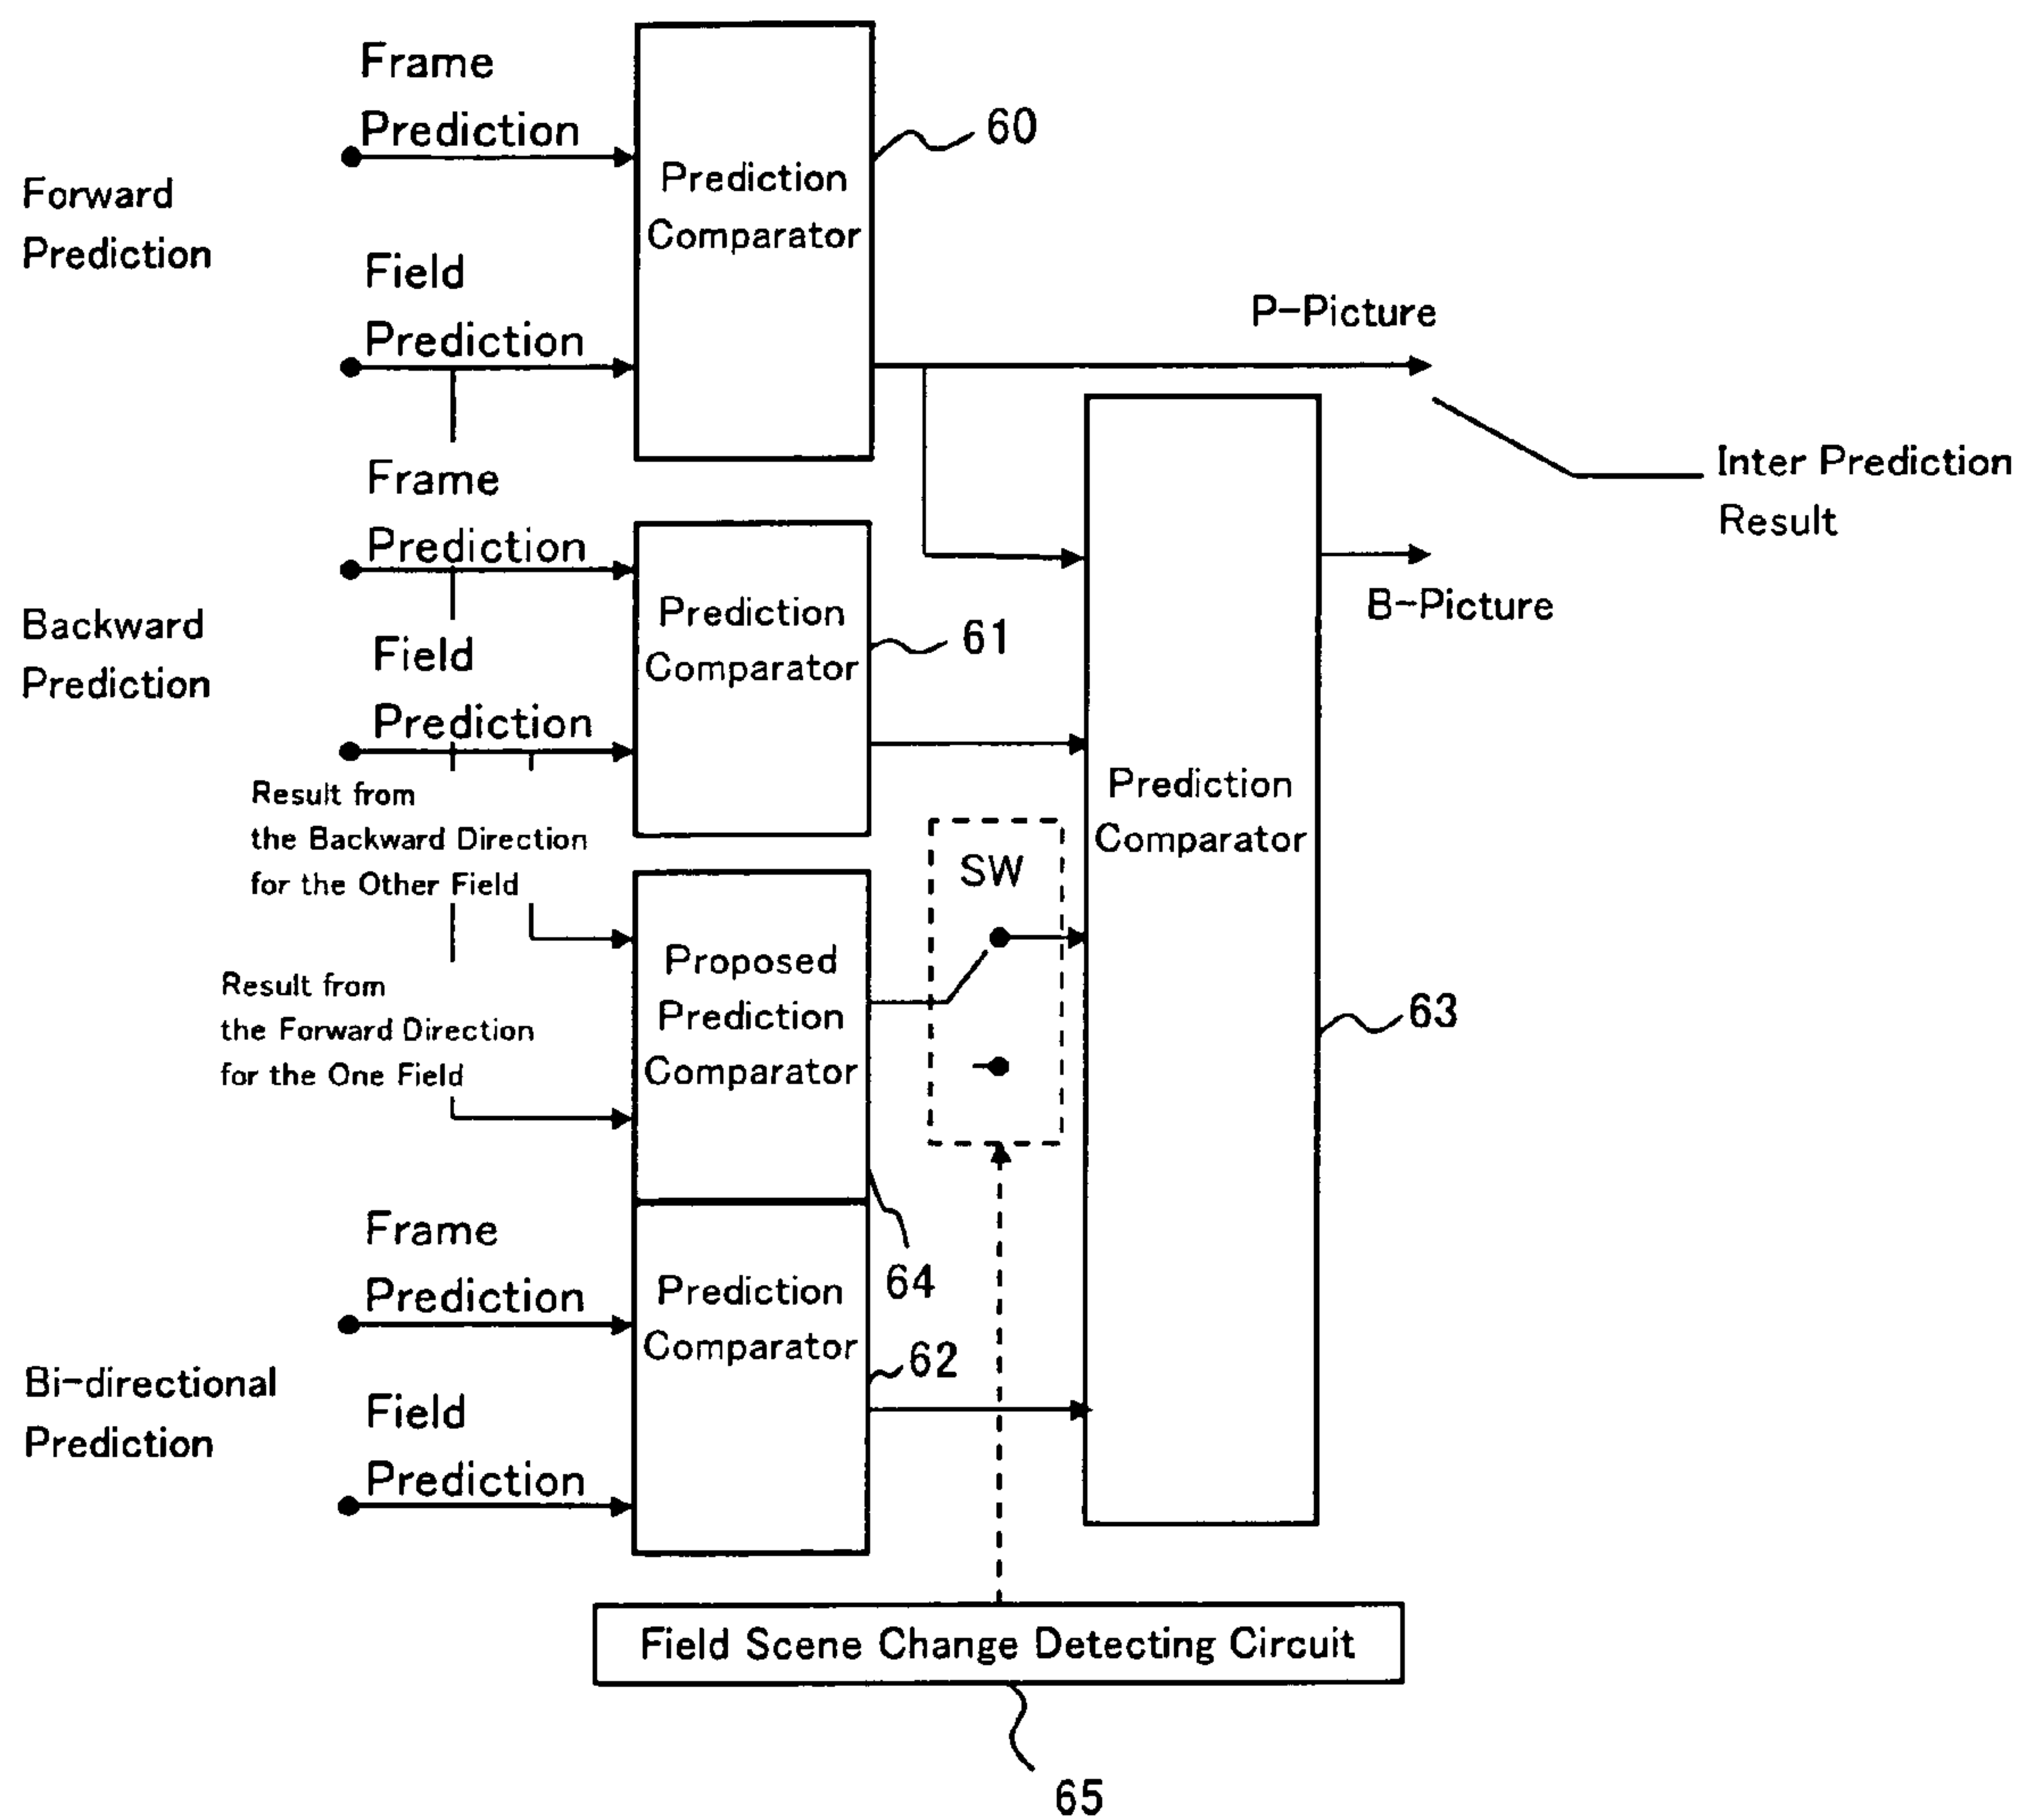 Frame
Prediction
Forward
Prediction
Field
Prediction
Prediction
Comparator
60
P-Picture
Inter Prediction
Result
B-Picture
Frame
Prediction
Backward
Prediction
Field
Prediction
Prediction
Comparator
61
Result from
the Backward Direction
for the Other Field
Result from
the Forward Direction
for the One Field
Proposed
Prediction
Comparator
64
SW
Prediction
Comparator
63
Frame
Prediction
Bi-directional
Prediction
Field
Prediction
Prediction
Comparator
62
Field Scene Change Detecting Circuit
65